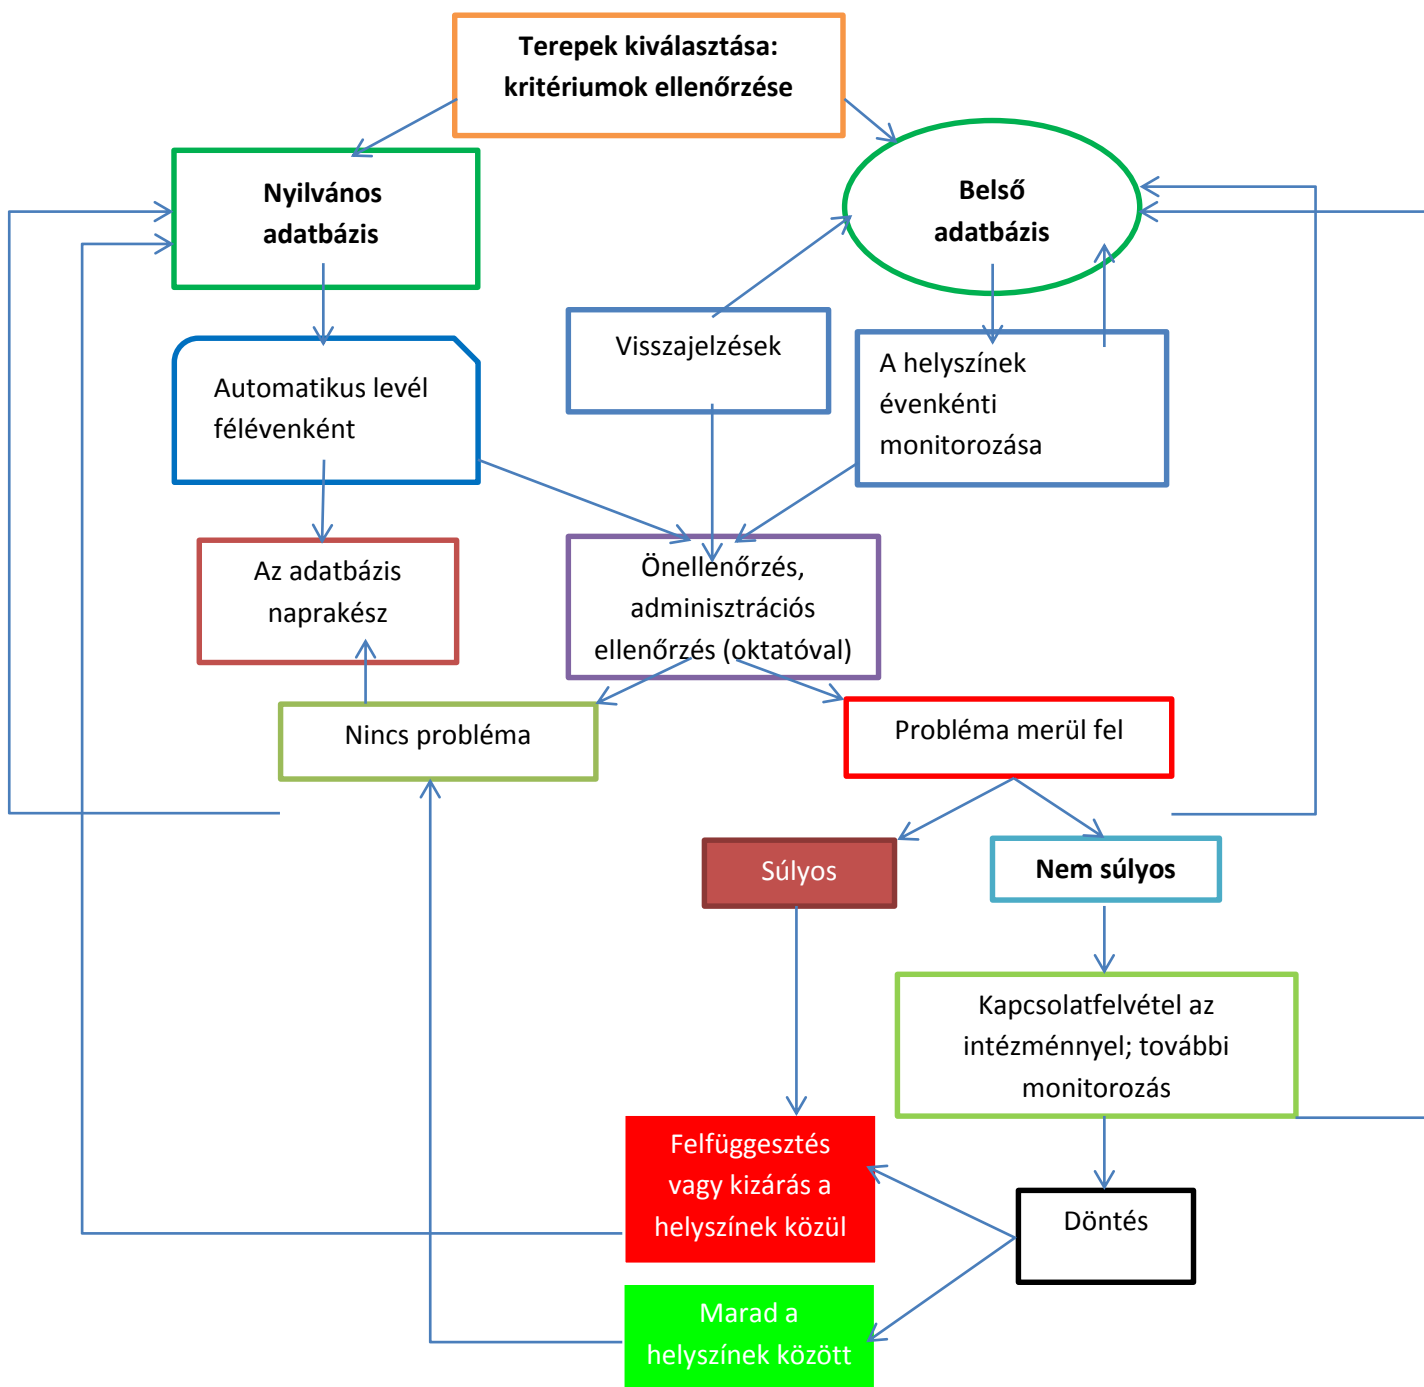 Terepek kiválasztása:
kritériumok ellenőrzése
Nyilvános
adatbázis
Belső
adatbázis
Visszajelzések
A helyszínek
évenkénti
monitorozása
Automatikus levél
félévenként
Az adatbázis
naprakész
Önellenőrzés,
adminisztrációs
ellenőrzés (oktatóval)
Nincs probléma
Probléma merül fel
Súlyos
Nem súlyos
Kapcsolatfelvétel az
intézménnyel; további
monitorozás
Felfüggesztés
vagy kizárás a
helyszínek közül
Döntés
Marad a
helyszínek között